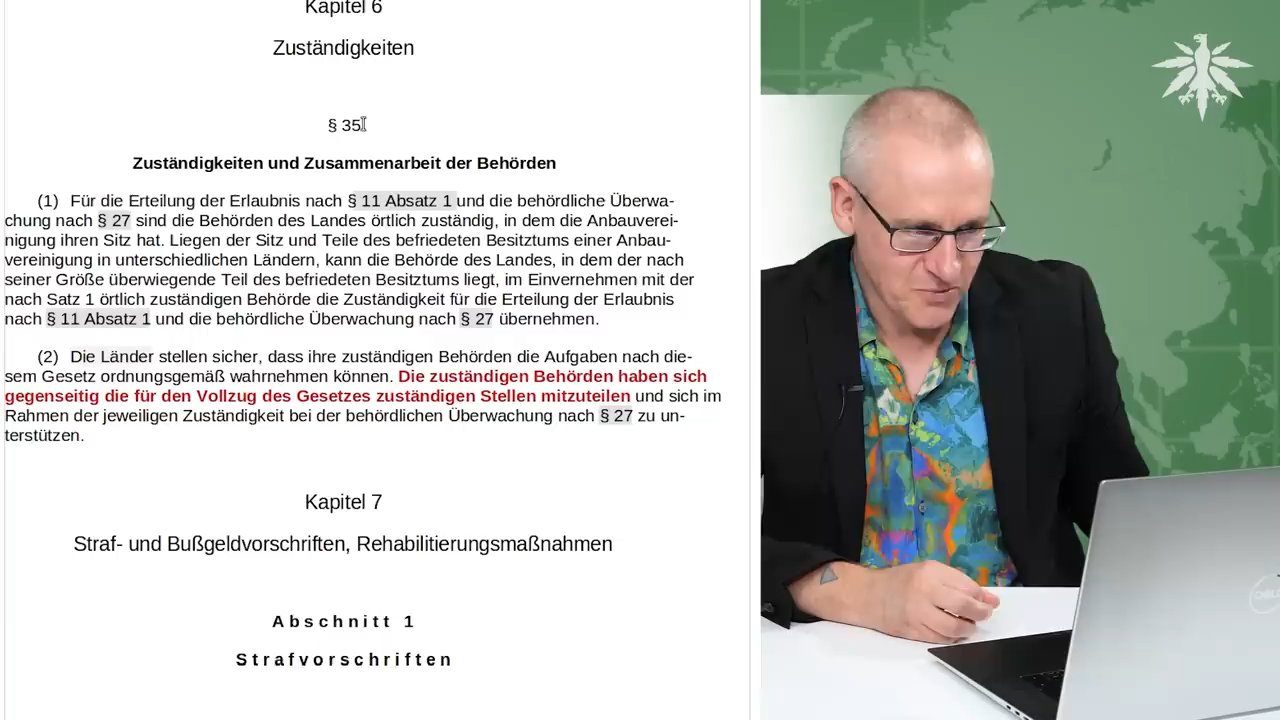 Kapitel 6
Zuständigkeiten
§ 35
Zuständigkeiten und Zusammenarbeit der Behörden
(1) Für die Erteilung der Erlaubnis nach § 11 Absatz 1 und die behördliche Überwa-
chung nach § 27 sind die Behörden des Landes örtlich zuständig, in dem die Anbauverei-
nigung ihren Sitz hat. Liegen der Sitz und Teile des befriedeten Besitztums einer Anbau-
vereinigung in unterschiedlichen Ländern, kann die Behörde des Landes, in dem der nach
seiner Größe überwiegende Teil des befriedeten Besitztums liegt, im Einvernehmen mit der
nach Satz 1 örtlich zuständigen Behörde die Zuständigkeit für die Erteilung der Erlaubnis
nach § 11 Absatz 1 und die behördliche Überwachung nach § 27 übernehmen.
(2) Die Länder stellen sicher, dass ihre zuständigen Behörden die Aufgaben nach die-
sem Gesetz ordnungsgemäß wahrnehmen können. Die zuständigen Behörden haben sich
gegenseitig die für den Vollzug des Gesetzes zuständigen Stellen mitzuteilen und sich im
Rahmen der jeweiligen Zuständigkeit bei der behördlichen Überwachung nach § 27 zu un-
terstützen.
Kapitel 7
Straf- und Bußgeldvorschriften, Rehabilitierungsmaßnahmen
Abschnitt 1
Strafvorschriften